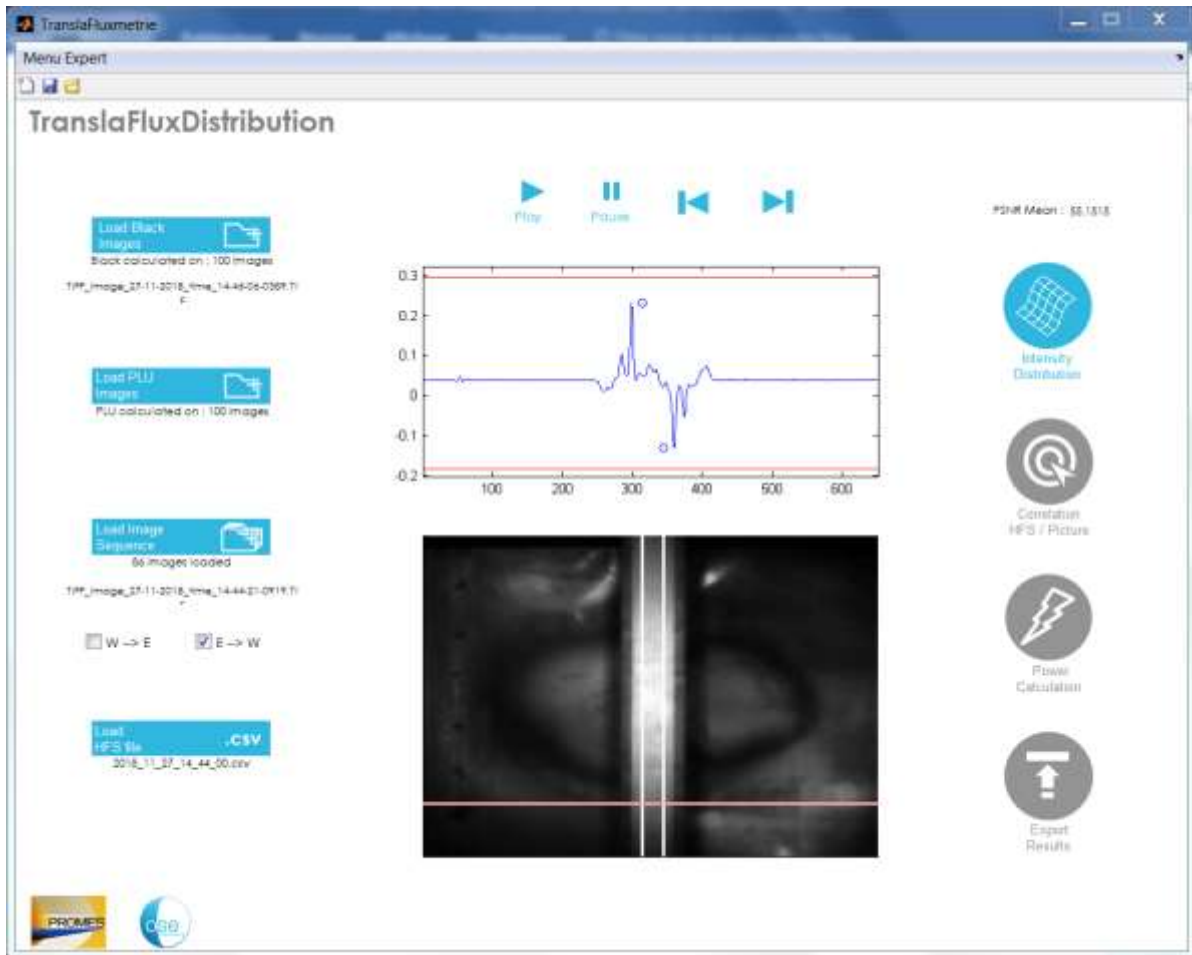 TranslaFluxmetrie
Menu Expert
TranslaFluxDistribution
Play
Pause
PSNR Mean :
Load Black
Images
Black calculated on : 100 images
Load PLU
Images
PLU calculated on : 100 images
Load Image
Sequence
images loaded
W --> E
E --> W
Load
HFS file
.CSV
2018_11_27_14_44_00.csv
0.3
0.2
0.1
0
-0.1
-0.2
100
200
300
400
500
600
Intensity
Distribution
Correlation
HFS / Picture
Power
Calculation
Export
Results
PROMES